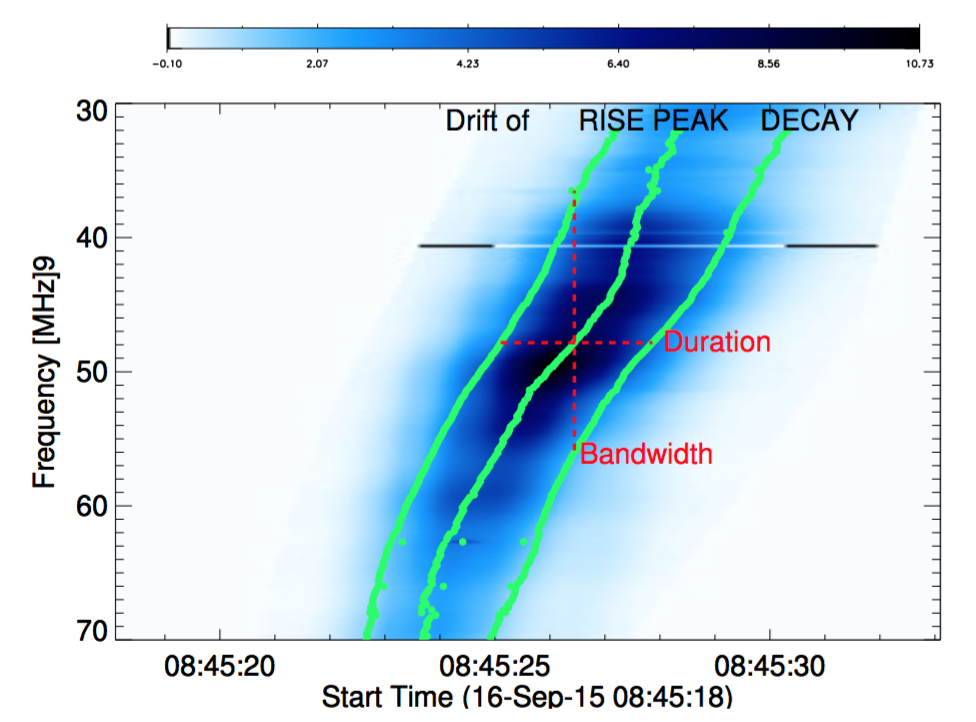 −0.10 2.07 4.23 6.40 8.56 10.73
Drift of RISE PEAK DECAY
30
40
50
60
70
Frequency [MHz]9
Duration
Bandwidth
08:45:20 08:45:25 08:45:30
Start Time (16-Sep-15 08:45:18)